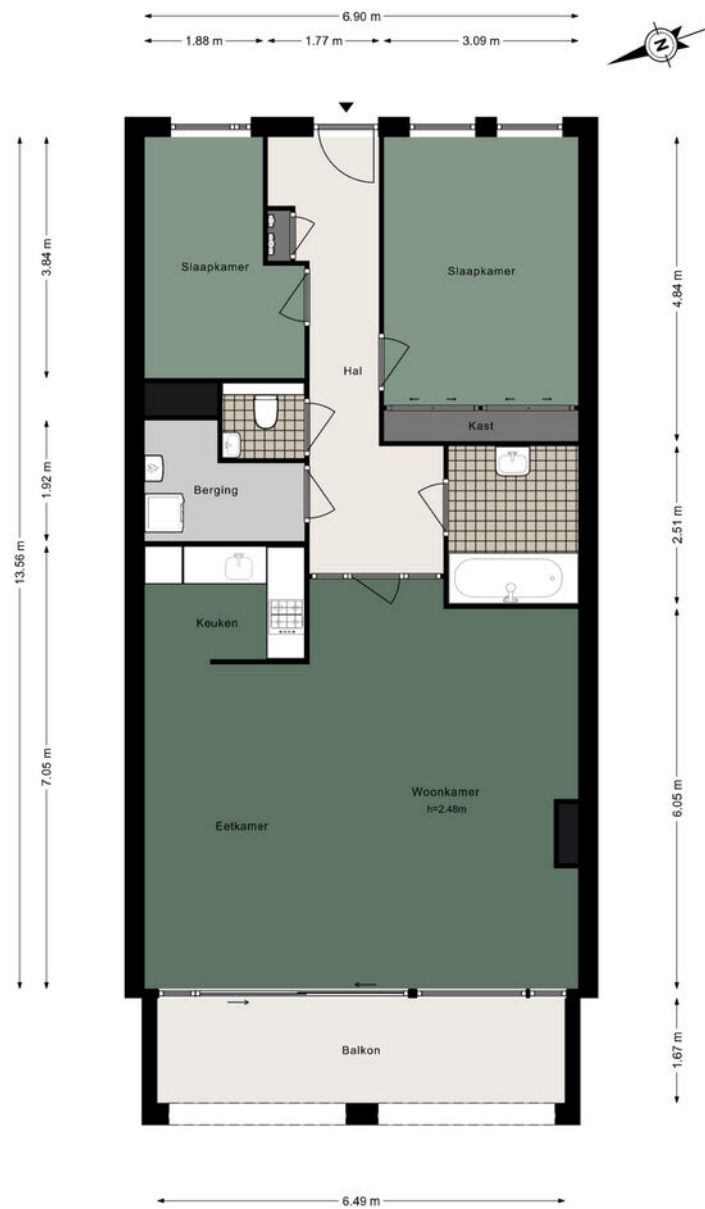 6.90 m
1.88 m
1.77 m
3.09 m
N
3.84 m
4.84 m
Slaapkamer
Slaapkamer
Hal
Kast
1.92 m
Berging
2.51 m
13.56 m
Keuken
7.05 m
Woonkamer
h=2.48m
6.05 m
Eetkamer
Balkon
1.67 m
6.49 m